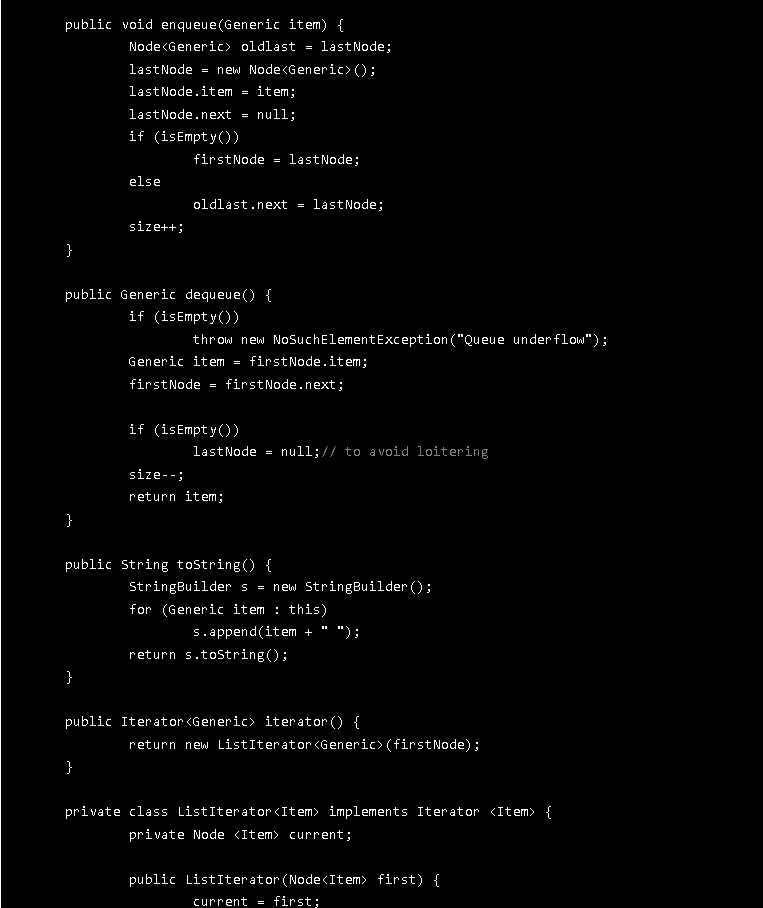 public void enqueue(Generic item) {
Node<Generic> oldlast = lastNode;
lastNode = new Node<Generic>();
lastNode.item = item;
lastNode.next = null;
if (isEmpty())
firstNode = lastNode;
else
oldlast.next = lastNode;
size++;
}
public Generic dequeue() {
if (isEmpty())
throw new NoSuchElementException("Queue underflow");
Generic item = firstNode.item;
firstNode = firstNode.next;
if (isEmpty())
lastNode = null;// to avoid loitering
size--;
return item;
}
public String toString() {
StringBuilder s = new StringBuilder();
for (Generic item : this)
s.append(item + " ");
return s.toString();
}
public Iterator<Generic> iterator() {
return new ListIterator<Generic>(firstNode);
}
private class ListIterator<Item> implements Iterator <Item> {
private Node <Item> current;
public ListIterator(Node<Item> first) {
current = first;